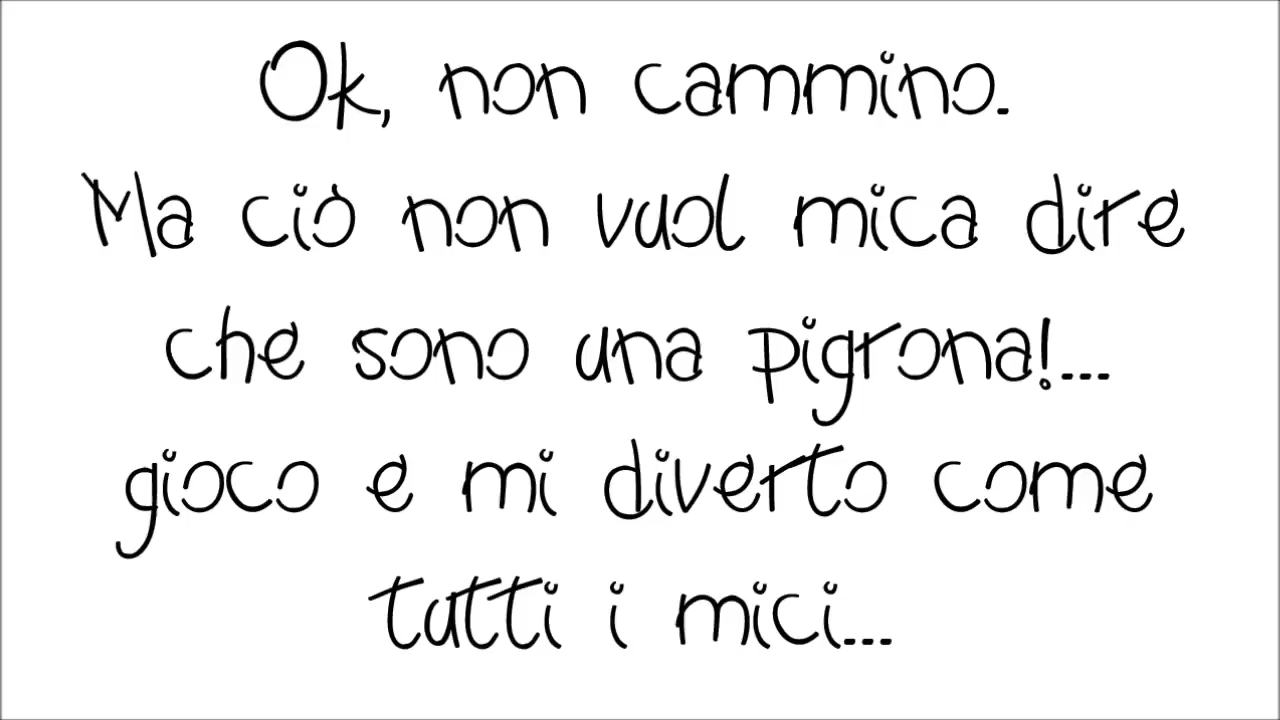 Ok, non cammino.
Ma ciò non vuol mica dire
che sono una pigrona!...
gioco e mi diverto come
tutti i mici...